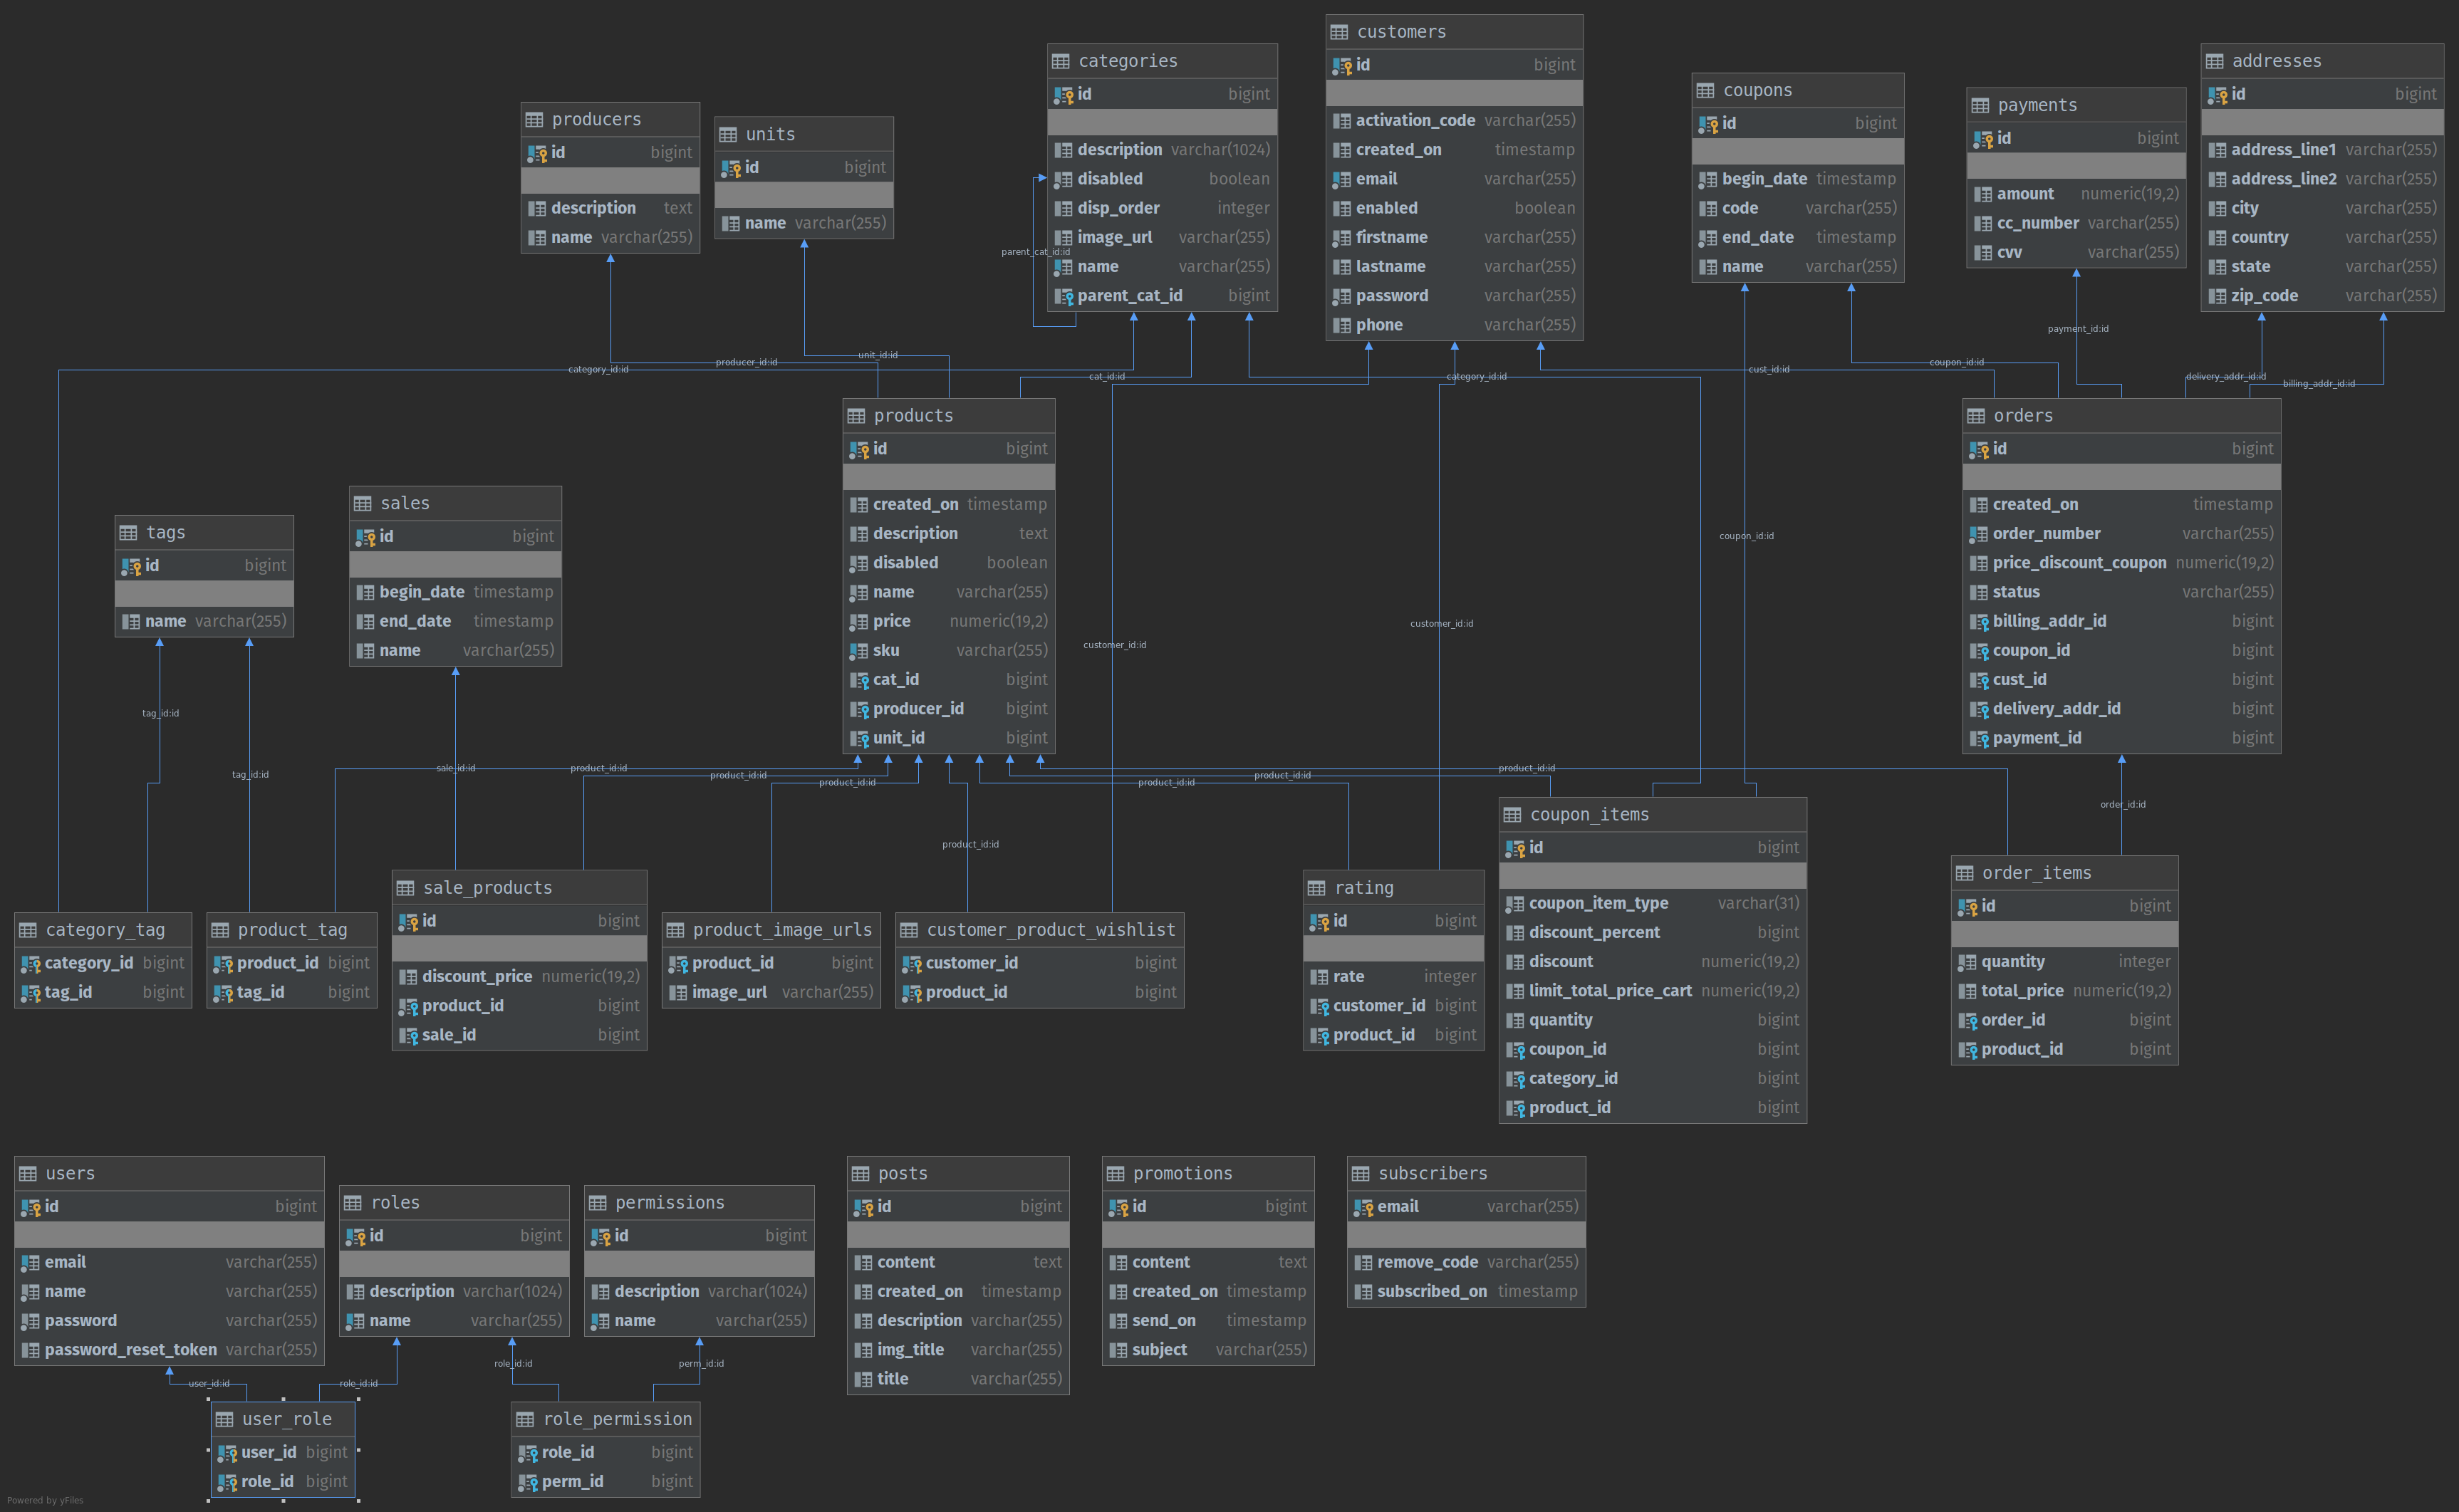 customers
id bigint
activation_code varchar(255)
created_on timestamp
email varchar(255)
enabled boolean
firstname varchar(255)
lastname varchar(255)
password varchar(255)
phone varchar(255)
categories
id bigint
description varchar(1024)
disabled boolean
disp_order integer
image_url varchar(255)
name varchar(255)
parent_cat_id bigint
parent_cat_id:id
addresses
id bigint
address_line1 varchar(255)
address_line2 varchar(255)
city varchar(255)
country varchar(255)
state varchar(255)
zip_code varchar(255)
coupons
id bigint
begin_date timestamp
code varchar(255)
end_date timestamp
name varchar(255)
payments
id bigint
amount numeric(19,2)
cc_number varchar(255)
cvv varchar(255)
producers
id bigint
description text
name varchar(255)
units
id bigint
name varchar(255)
payment_id:id
unit_id:id
producer_id:id
category_id:id
cat_id:id
category_id:id
cust_id:id
coupon_id:id
delivery_addr_id:id
billing_addr_id:id
products
id bigint
created_on timestamp
description text
disabled boolean
name varchar(255)
price numeric(19,2)
sku varchar(255)
cat_id bigint
producer_id bigint
unit_id bigint
orders
id bigint
created_on timestamp
order_number varchar(255)
price_discount_coupon numeric(19,2)
status varchar(255)
billing_addr_id bigint
coupon_id bigint
cust_id bigint
delivery_addr_id bigint
payment_id bigint
sales
id bigint
begin_date timestamp
end_date timestamp
name varchar(255)
tags
id bigint
name varchar(255)
coupon_id:id
customer_id:id
customer_id:id
tag_id:id
tag_id:id
sale_id:id
product_id:id
product_id:id
product_id:id
product_id:id
product_id:id
product_id:id
product_id:id
order_id:id
coupon_items
id bigint
coupon_item_type varchar(31)
discount_percent bigint
discount numeric(19,2)
limit_total_price_cart numeric(19,2)
quantity bigint
coupon_id bigint
category_id bigint
product_id bigint
order_items
id bigint
quantity integer
total_price numeric(19,2)
order_id bigint
product_id bigint
sale_products
id bigint
discount_price numeric(19,2)
product_id bigint
sale_id bigint
rating
id bigint
rate integer
customer_id bigint
product_id bigint
category_tag
category_id bigint
tag_id bigint
product_tag
product_id bigint
tag_id bigint
product_image_urls
product_id bigint
image_url varchar(255)
customer_product_wishlist
customer_id bigint
product_id bigint
users
id bigint
email varchar(255)
name varchar(255)
password varchar(255)
password_reset_token varchar(255)
roles
id bigint
description varchar(1024)
name varchar(255)
permissions
id bigint
description varchar(1024)
name varchar(255)
posts
id bigint
content text
created_on timestamp
description varchar(255)
img_title varchar(255)
title varchar(255)
promotions
id bigint
content text
created_on timestamp
send_on timestamp
subject varchar(255)
subscribers
email varchar(255)
remove_code varchar(255)
subscribed_on timestamp
user_id:id
role_id:id
role_id:id
perm_id:id
user_role
user_id bigint
role_id bigint
role_permission
role_id bigint
perm_id bigint
Powered by yFiles